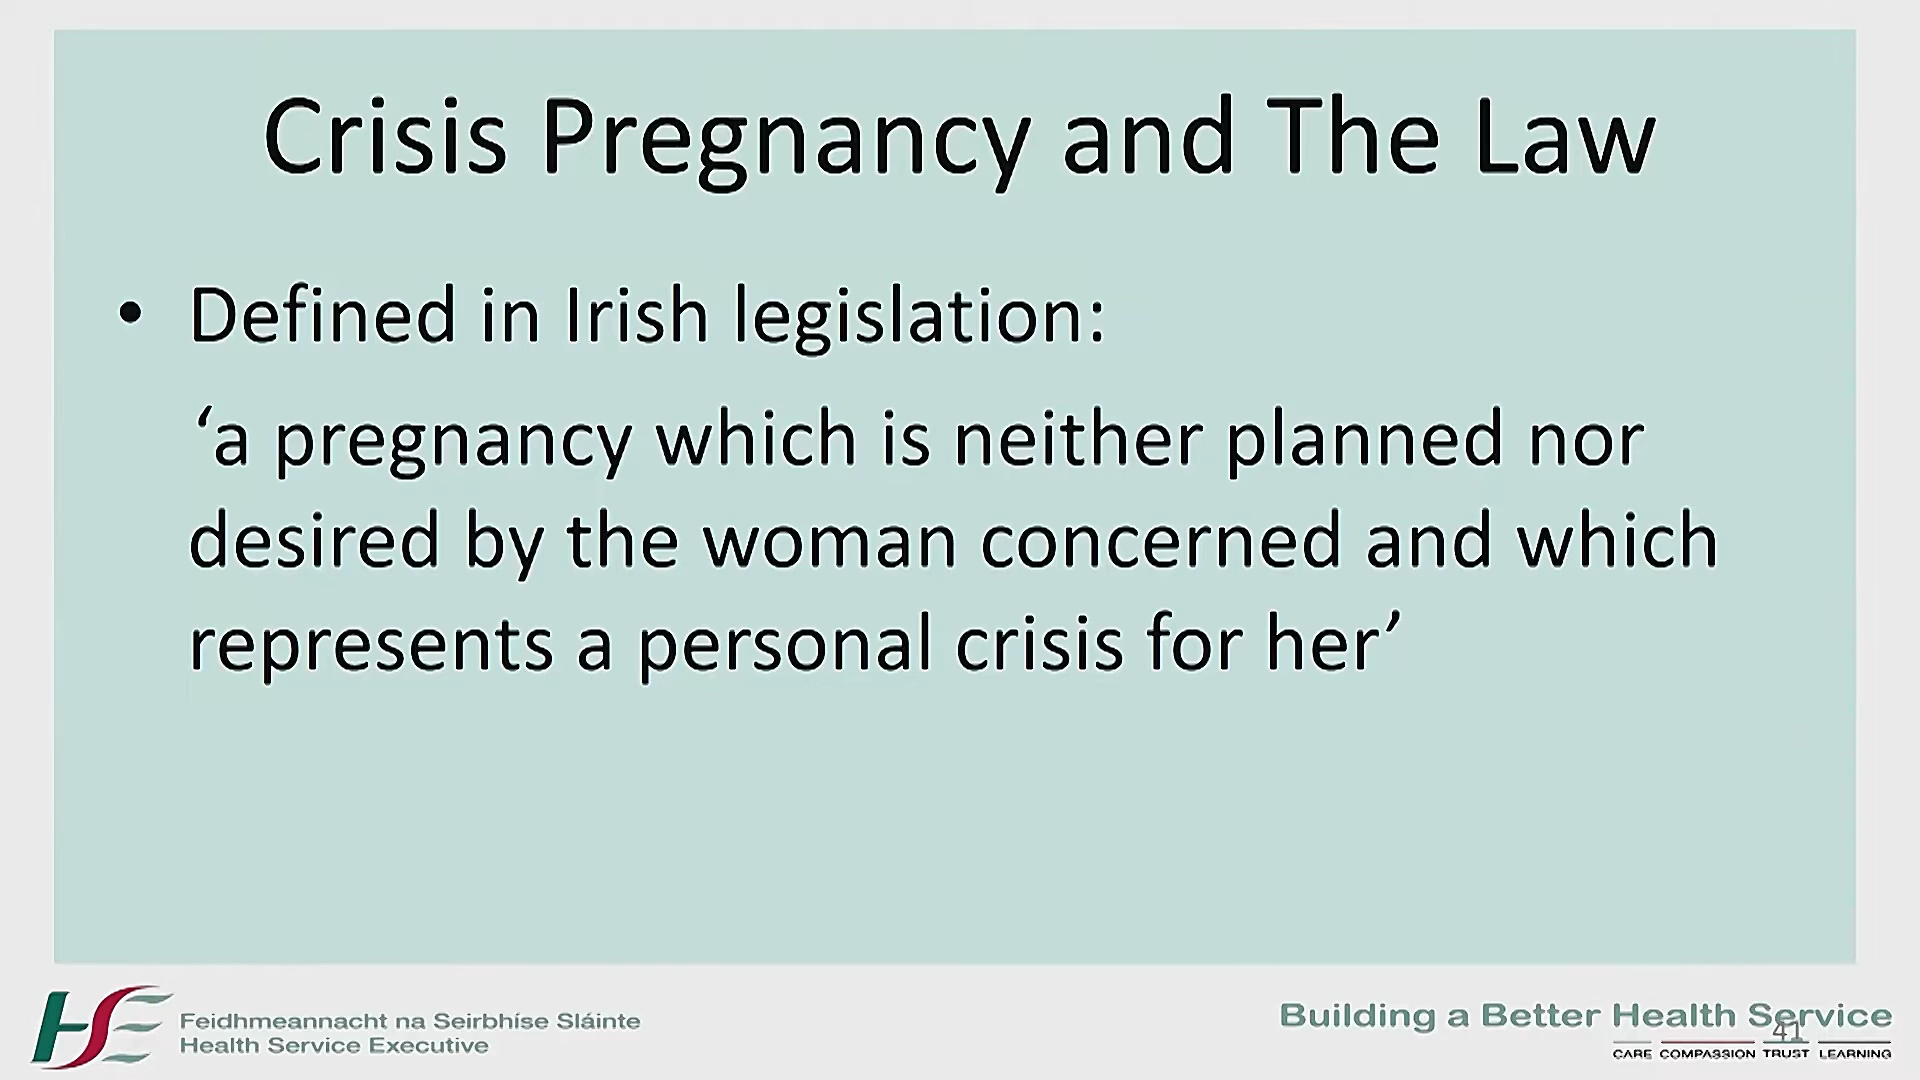 Crisis Pregnancy and The Law
• Defined in Irish legislation:
‘a pregnancy which is neither planned nor
desired by the woman concerned and which
represents a personal crisis for her’
Feidhmeannacht na Seirbhíse Sláinte
Health Service Executive
Building a Better Health Service
41
CARE COMPASSION TRUST LEARNING